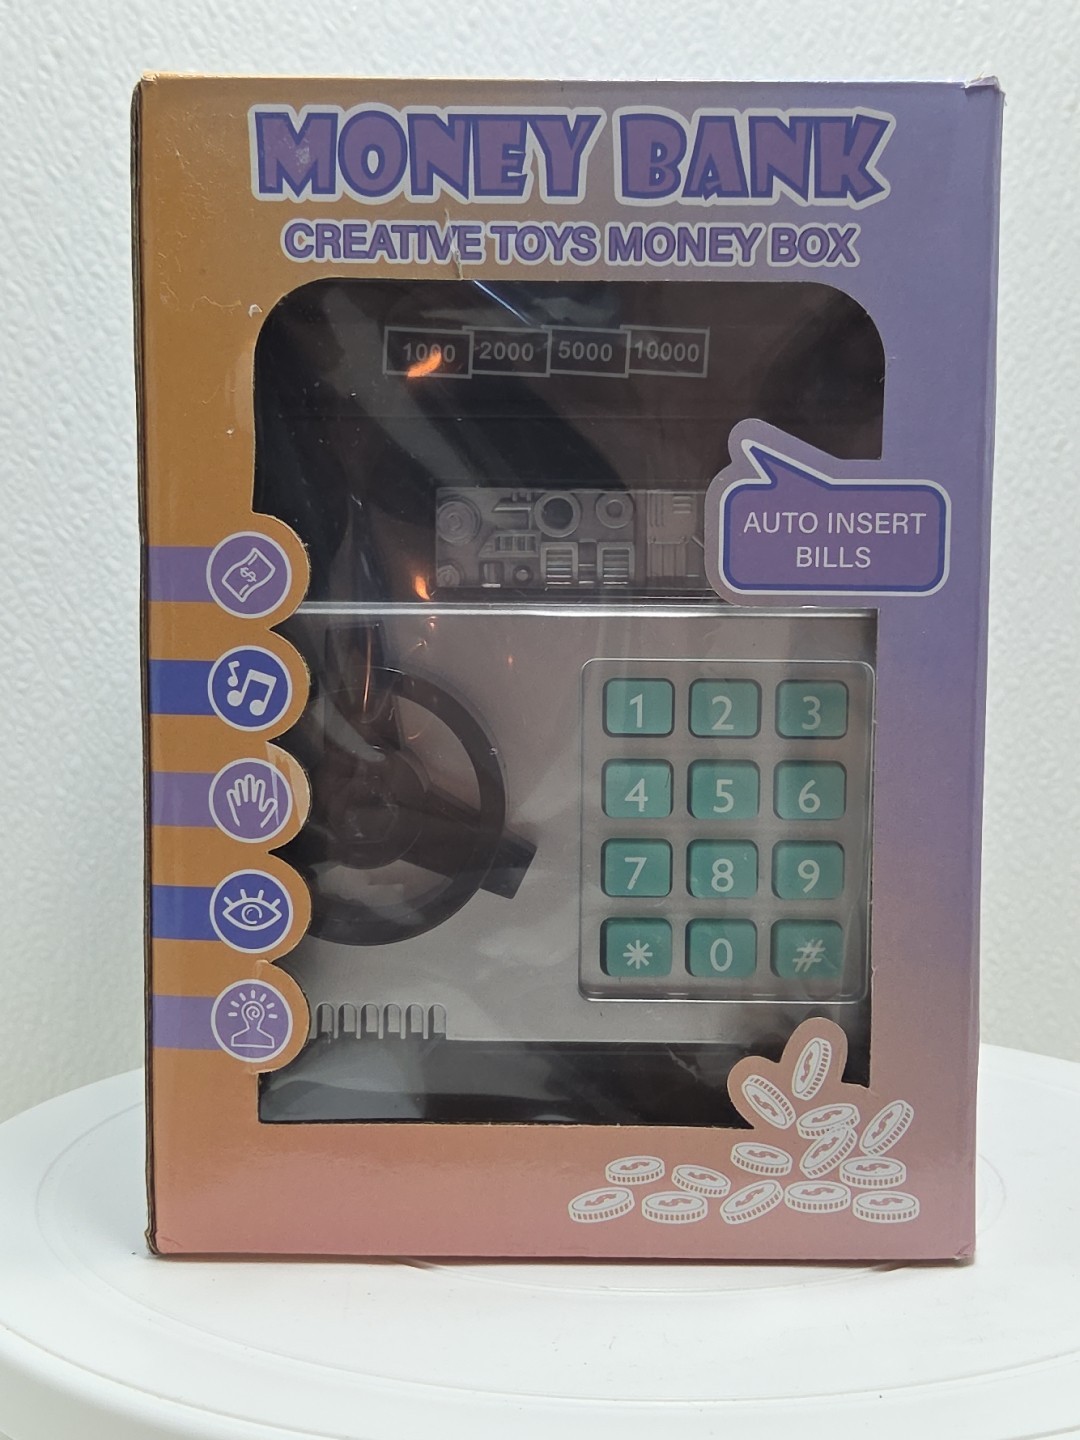 MONEY BANK
CREATIVE TOYS MONEY BOX
1000 2000 5000 10000
AUTO INSERT
BILLS
1 2 3
4 5 6
7 8 9
* 0 #